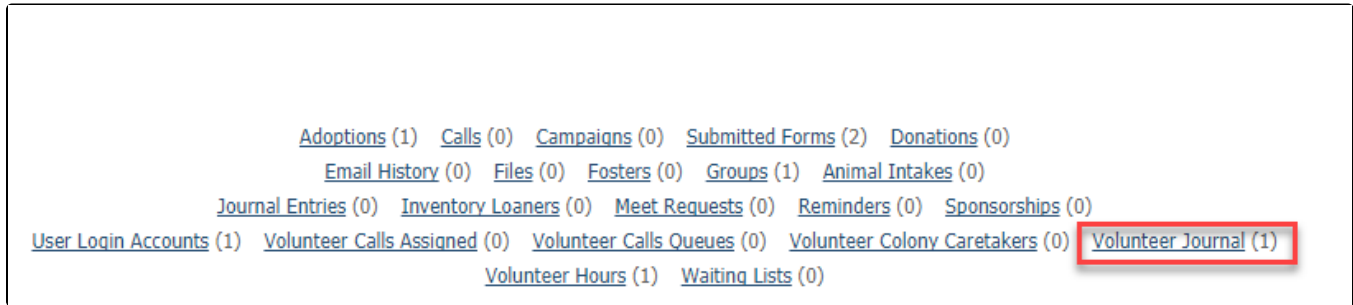 Adoptions (1) Calls (0) Campaigns (0) Submitted Forms (2) Donations (0)
Email History (0) Files (0) Fosters (0) Groups (1) Animal Intakes (0)
Journal Entries (0) Inventory Loaners (0) Meet Requests (0) Reminders (0) Sponsorships (0)
User Login Accounts (1) Volunteer Calls Assigned (0) Volunteer Calls Queues (0) Volunteer Colony Caretakers (0) Volunteer Journal (1)
Volunteer Hours (1) Waiting Lists (0)